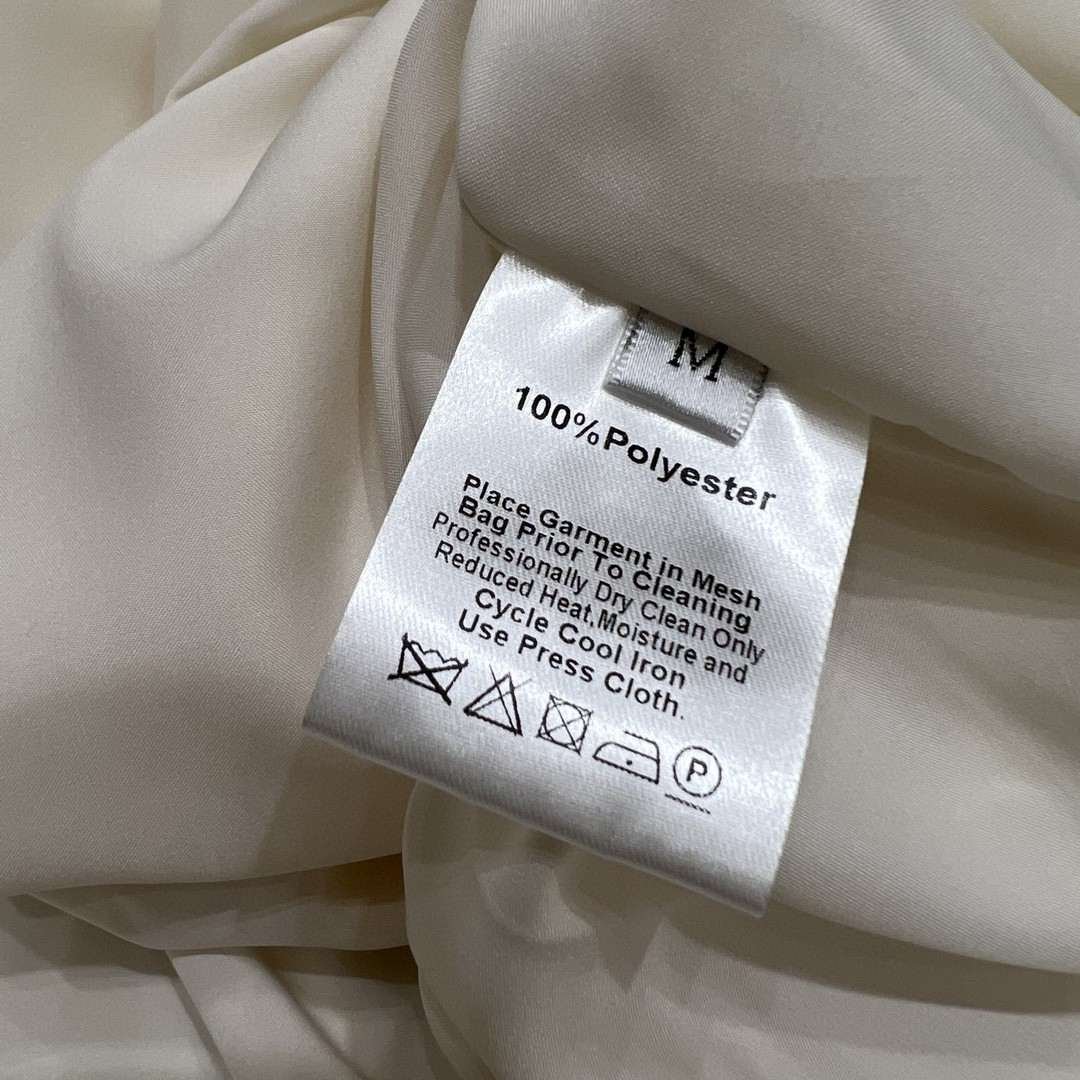 M
100%Polyester
Place Garment in Mesh
Bag Prior To Cleaning
Professionally Dry Clean Only
Reduced Heat,Moisture and
Cycle Cool Iron
Use Press Cloth.
P